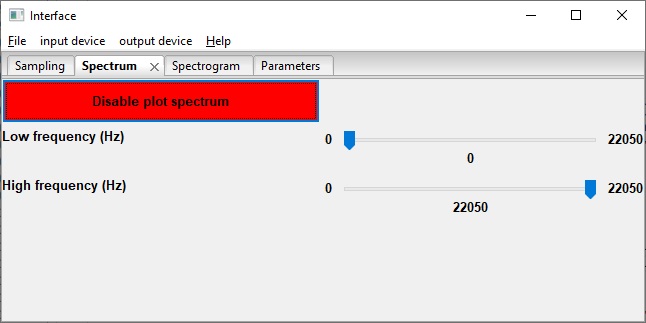 Interface
File input device output device Help
Sampling Spectrum Spectrogram Parameters
Disable plot spectrum
Low frequency (Hz) 0 22050
0
High frequency (Hz) 0 22050
22050